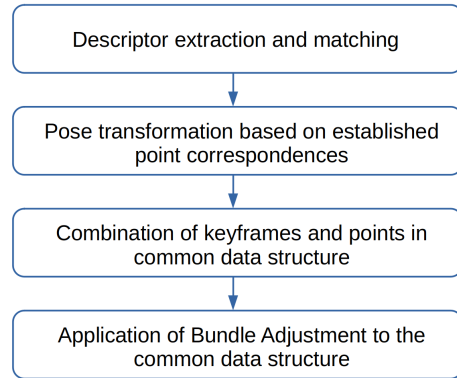 Descriptor extraction and matching
Pose transformation based on established
point correspondences
Combination of keyframes and points in
common data structure
Application of Bundle Adjustment to the
common data structure